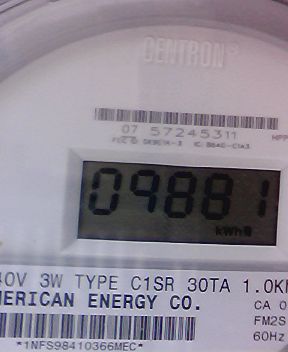 CENTRON®
07 57245311
09881
kWh
40V 3W TYPE C1SR 30TA 1.0K
MERICAN ENERGY CO.
CA 0
FM2S
60Hz
*1NFS98410366MEC*